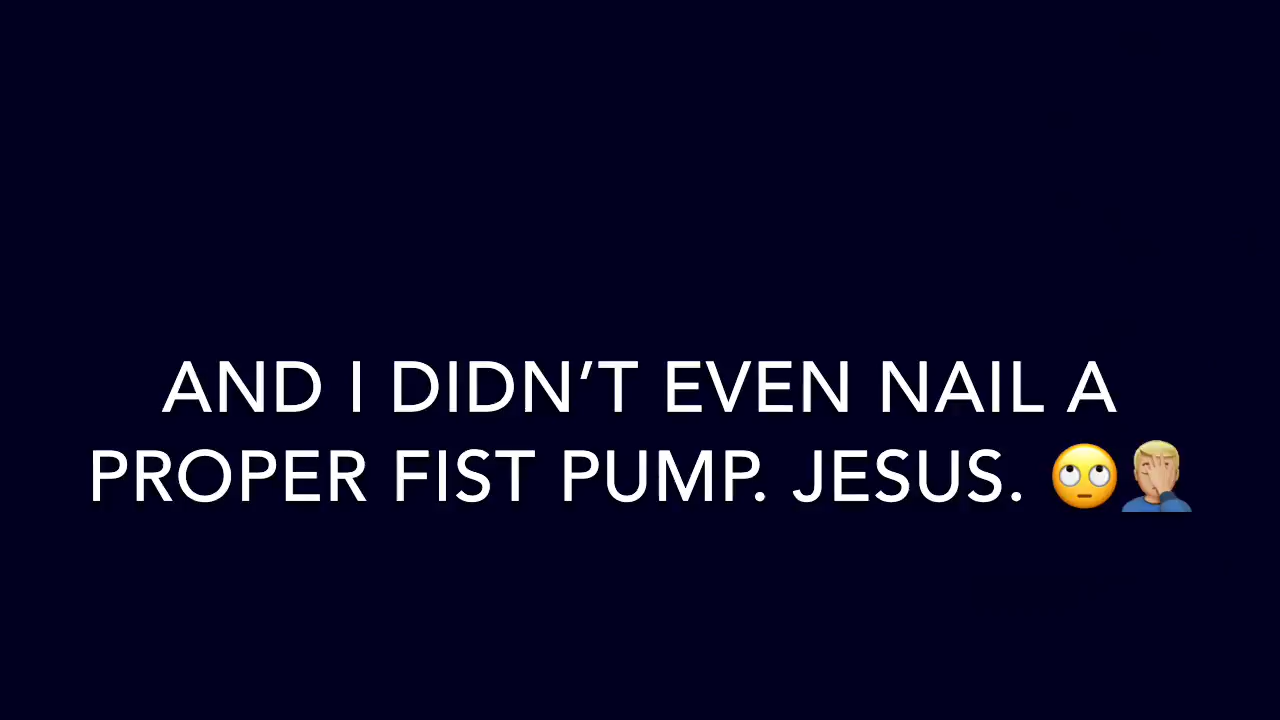 AND I DIDN’T EVEN NAIL A
PROPER FIST PUMP. JESUS. 🙄🤦🏼‍♂️